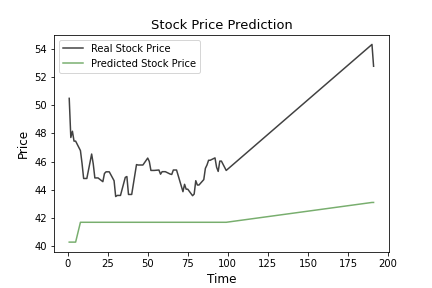 Stock Price Prediction
Real Stock Price
Predicted Stock Price
Price
54
52
50
48
46
44
42
40
0 25 50 75 100 125 150 175 200
Time